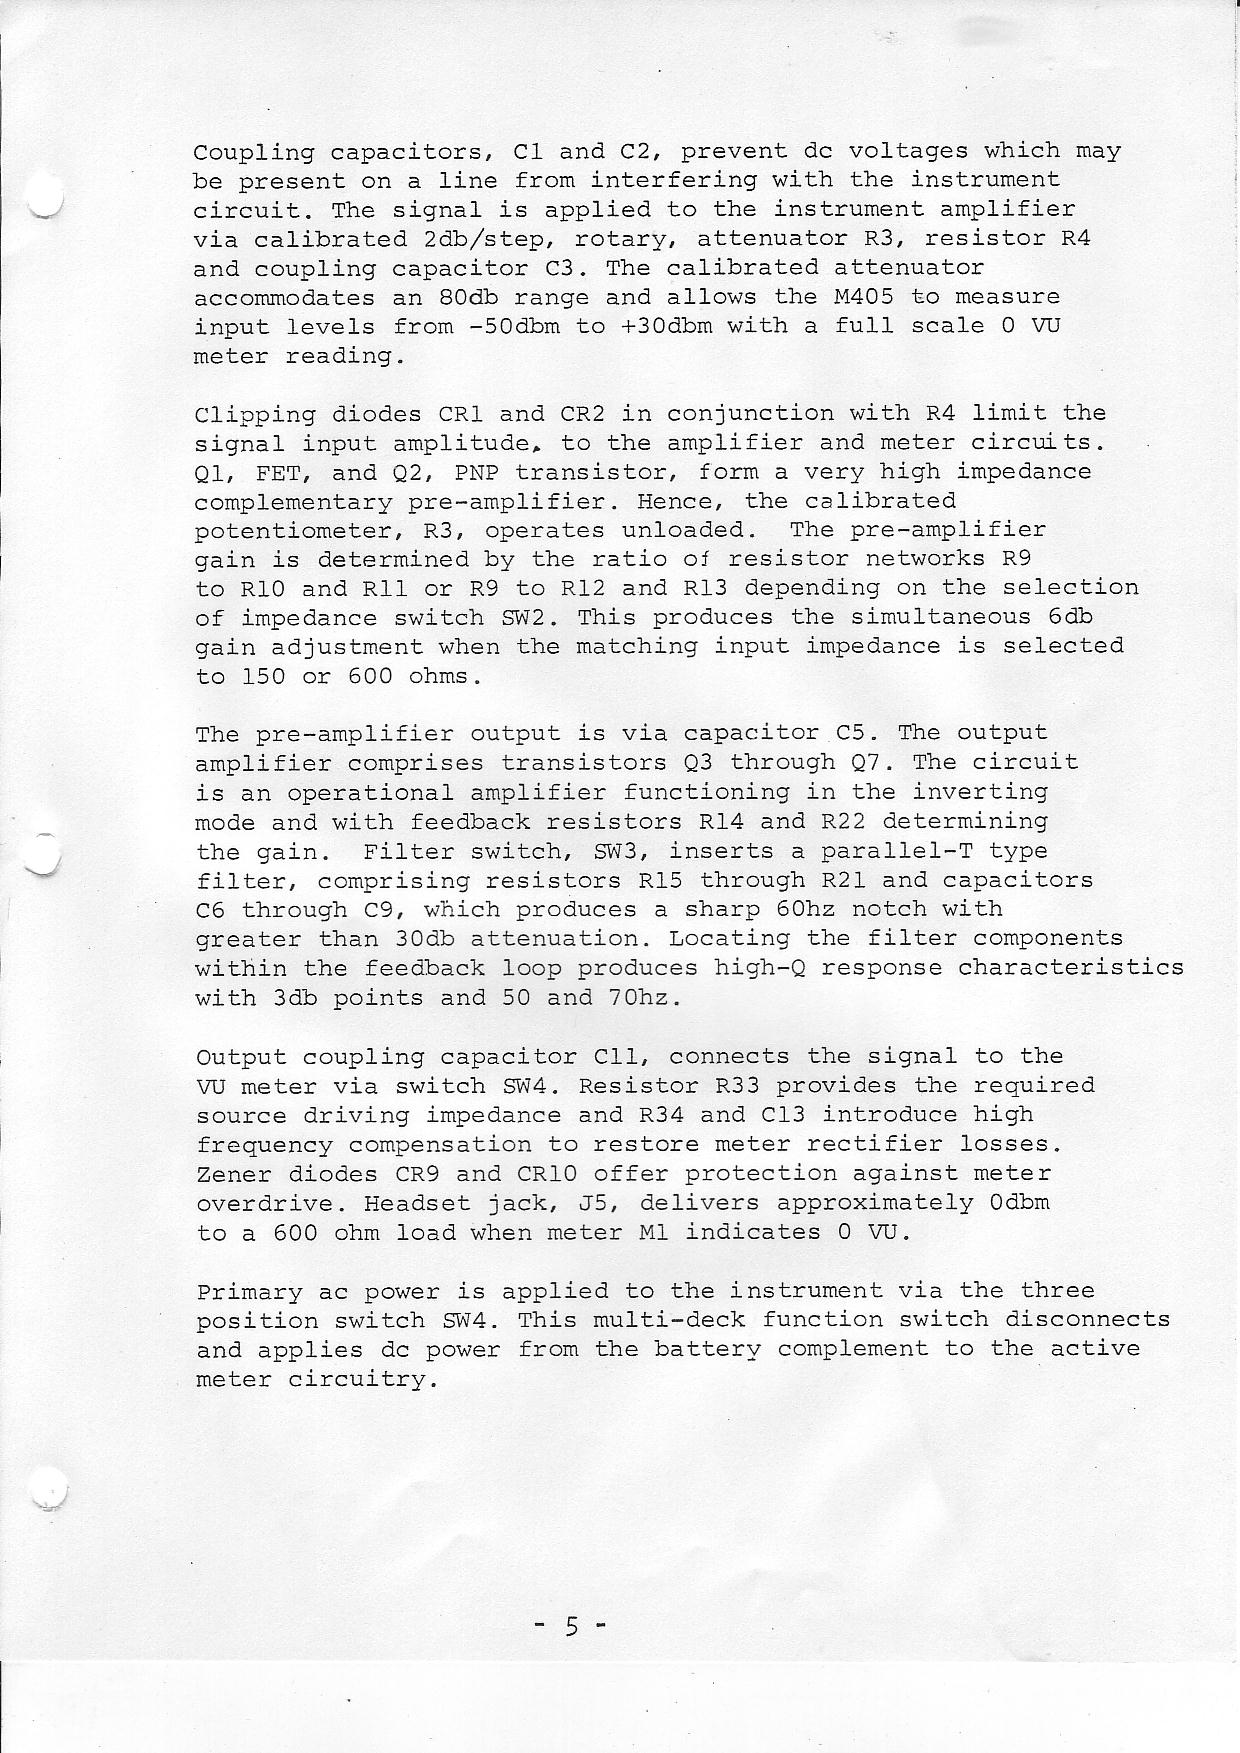 Coupling capacitors, C1 and C2, prevent dc voltages which may
be present on a line from interfering with the instrument
circuit. The signal is applied to the instrument amplifier
via calibrated 2db/step, rotary, attenuator R3, resistor R4
and coupling capacitor C3. The calibrated attenuator
accommodates an 80db range and allows the M405 to measure
input levels from -50dbm to +30dbm with a full scale 0 VU
meter reading.
Clipping diodes CR1 and CR2 in conjunction with R4 limit the
signal input amplitude, to the amplifier and meter circuits.
Q1, FET, and Q2, PNP transistor, form a very high impedance
complementary pre-amplifier. Hence, the calibrated
potentiometer, R3, operates unloaded.  The pre-amplifier
gain is determined by the ratio of resistor networks R9
to R10 and R11 or R9 to R12 and R13 depending on the selection
of impedance switch SW2. This produces the simultaneous 6db
gain adjustment when the matching input impedance is selected
to 150 or 600 ohms.
The pre-amplifier output is via capacitor C5. The output
amplifier comprises transistors Q3 through Q7. The circuit
is an operational amplifier functioning in the inverting
mode and with feedback resistors R14 and R22 determining
the gain.  Filter switch, SW3, inserts a parallel-T type
filter, comprising resistors R15 through R21 and capacitors
C6 through C9, which produces a sharp 60hz notch with
greater than 30db attenuation. Locating the filter components
within the feedback loop produces high-Q response characteristics
with 3db points and 50 and 70hz.
Output coupling capacitor C11, connects the signal to the
VU meter via switch SW4. Resistor R33 provides the required
source driving impedance and R34 and C13 introduce high
frequency compensation to restore meter rectifier losses.
Zener diodes CR9 and CR10 offer protection against meter
overdrive. Headset jack, J5, delivers approximately 0dbm
to a 600 ohm load when meter M1 indicates 0 VU.
Primary ac power is applied to the instrument via the three
position switch SW4. This multi-deck function switch disconnects
and applies dc power from the battery complement to the active
meter circuitry.
- 5 -